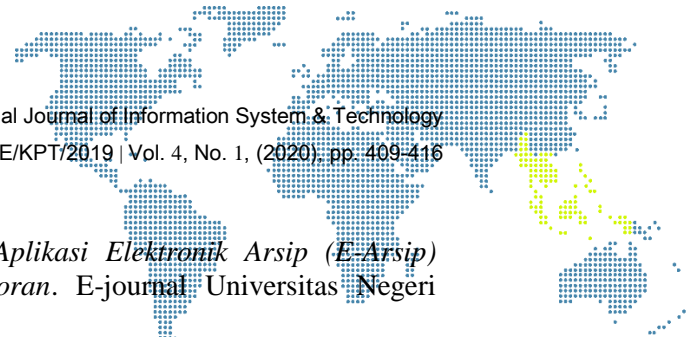 al Journal of Information System & Technology
E/KPT/2019 | Vol. 4, No. 1, (2020), pp. 409-416
Aplikasi Elektronik Arsip (E-Arsip)
oran. E-journal Universitas Negeri